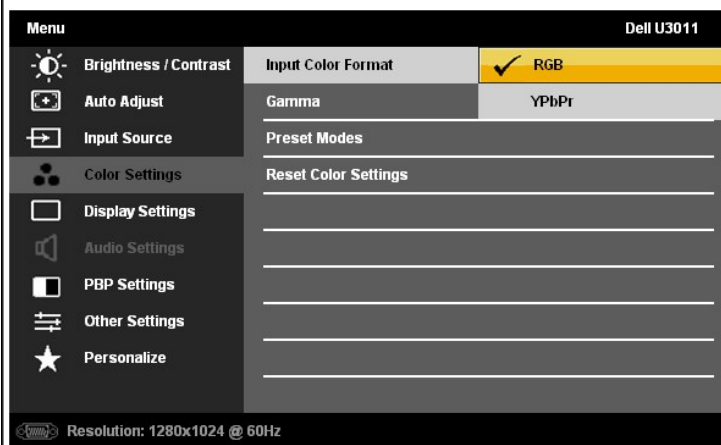 Menu Dell U3011
Brightness / Contrast Input Color Format RGB
Auto Adjust Gamma YPbPr
Input Source Preset Modes
Color Settings Reset Color Settings
Display Settings
Audio Settings
PBP Settings
Other Settings
Personalize
Resolution: 1280x1024 @ 60Hz